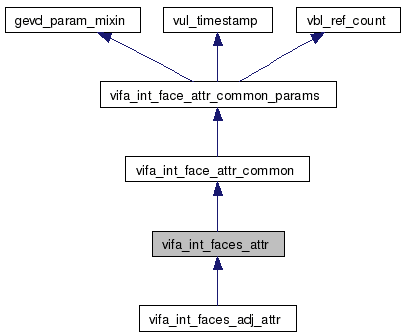 gevd_param_mixin vul_timestamp vbl_ref_count
vifa_int_face_attr_common_params
vifa_int_face_attr_common
vifa_int_faces_attr
vifa_int_faces_adj_attr